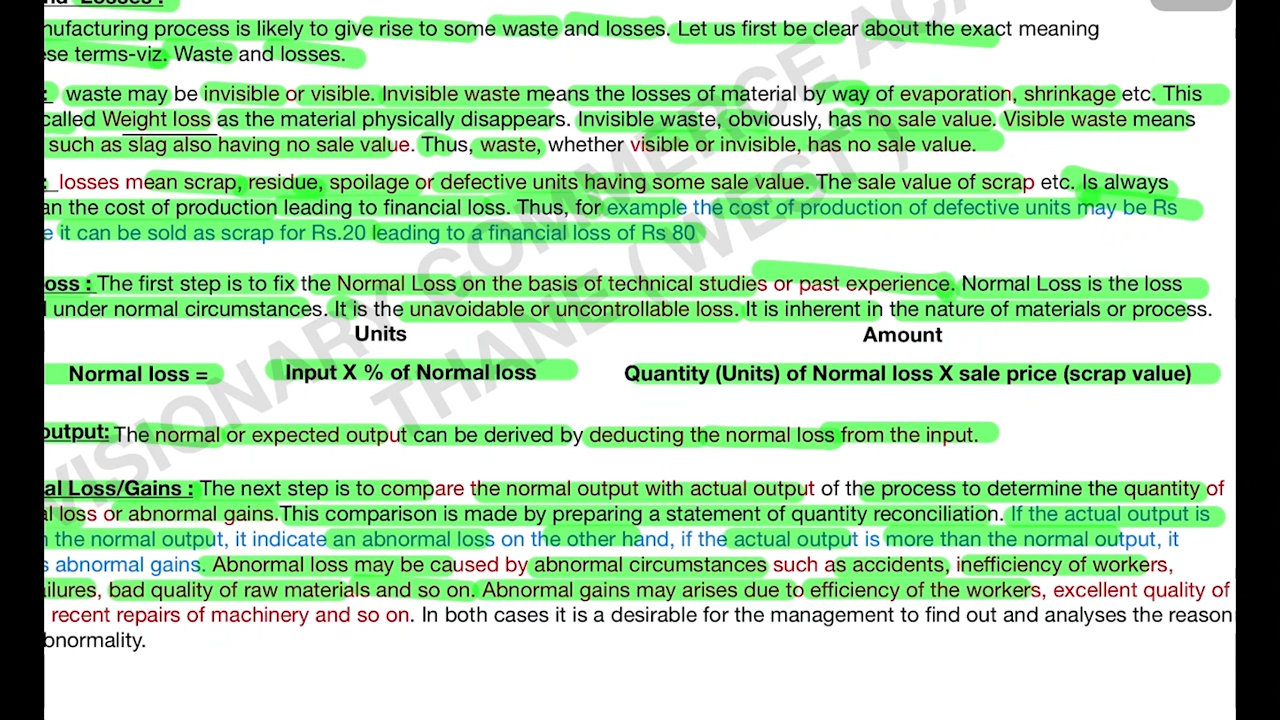 nd Losses :
nufacturing process is likely to give rise to some waste and losses. Let us first be clear about the exact meaning
se terms-viz. Waste and losses.
: waste may be invisible or visible. Invisible waste means the losses of material by way of evaporation, shrinkage etc. This
called Weight loss as the material physically disappears. Invisible waste, obviously, has no sale value. Visible waste means
such as slag also having no sale value. Thus, waste, whether visible or invisible, has no sale value.
: losses mean scrap, residue, spoilage or defective units having some sale value. The sale value of scrap etc. Is always
an the cost of production leading to financial loss. Thus, for example the cost of production of defective units may be Rs
e it can be sold as scrap for Rs.20 leading to a financial loss of Rs 80
oss : The first step is to fix the Normal Loss on the basis of technical studies or past experience. Normal Loss is the loss
l under normal circumstances. It is the unavoidable or uncontrollable loss. It is inherent in the nature of materials or process.
Units Amount
Normal loss = Input X % of Normal loss Quantity (Units) of Normal loss X sale price (scrap value)
output: The normal or expected output can be derived by deducting the normal loss from the input.
al Loss/Gains : The next step is to compare the normal output with actual output of the process to determine the quantity of
al loss or abnormal gains.This comparison is made by preparing a statement of quantity reconciliation. If the actual output is
n the normal output, it indicate an abnormal loss on the other hand, if the actual output is more than the normal output, it
s abnormal gains. Abnormal loss may be caused by abnormal circumstances such as accidents, inefficiency of workers,
ailures, bad quality of raw materials and so on. Abnormal gains may arises due to efficiency of the workers, excellent quality of
recent repairs of machinery and so on. In both cases it is a desirable for the management to find out and analyses the reason
bnormality.
VISIONARY COMMERCE ACA
THANE ( WEST )